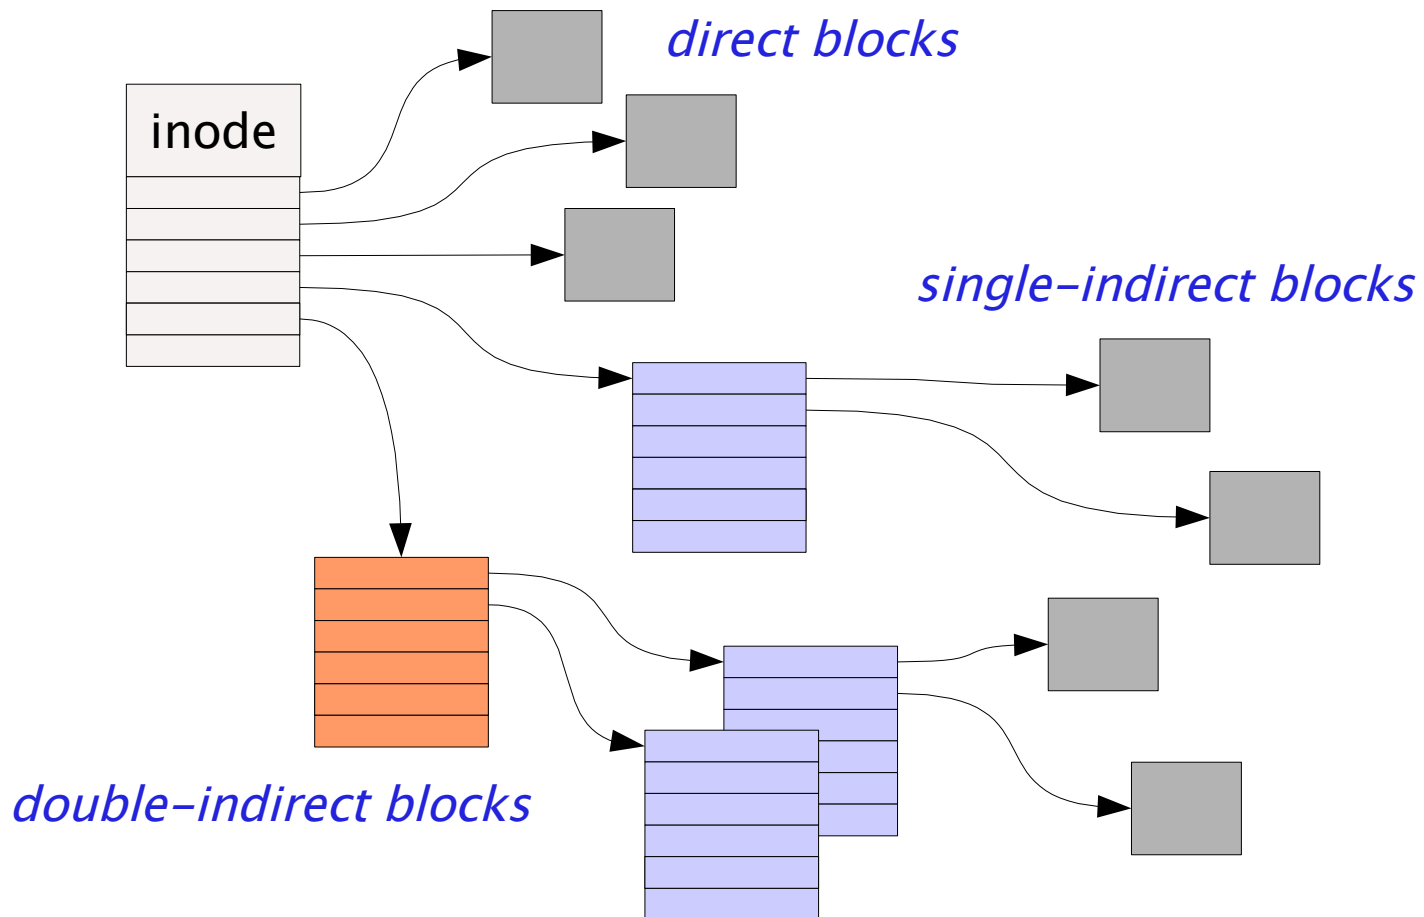 direct blocks
inode
single-indirect blocks
double-indirect blocks